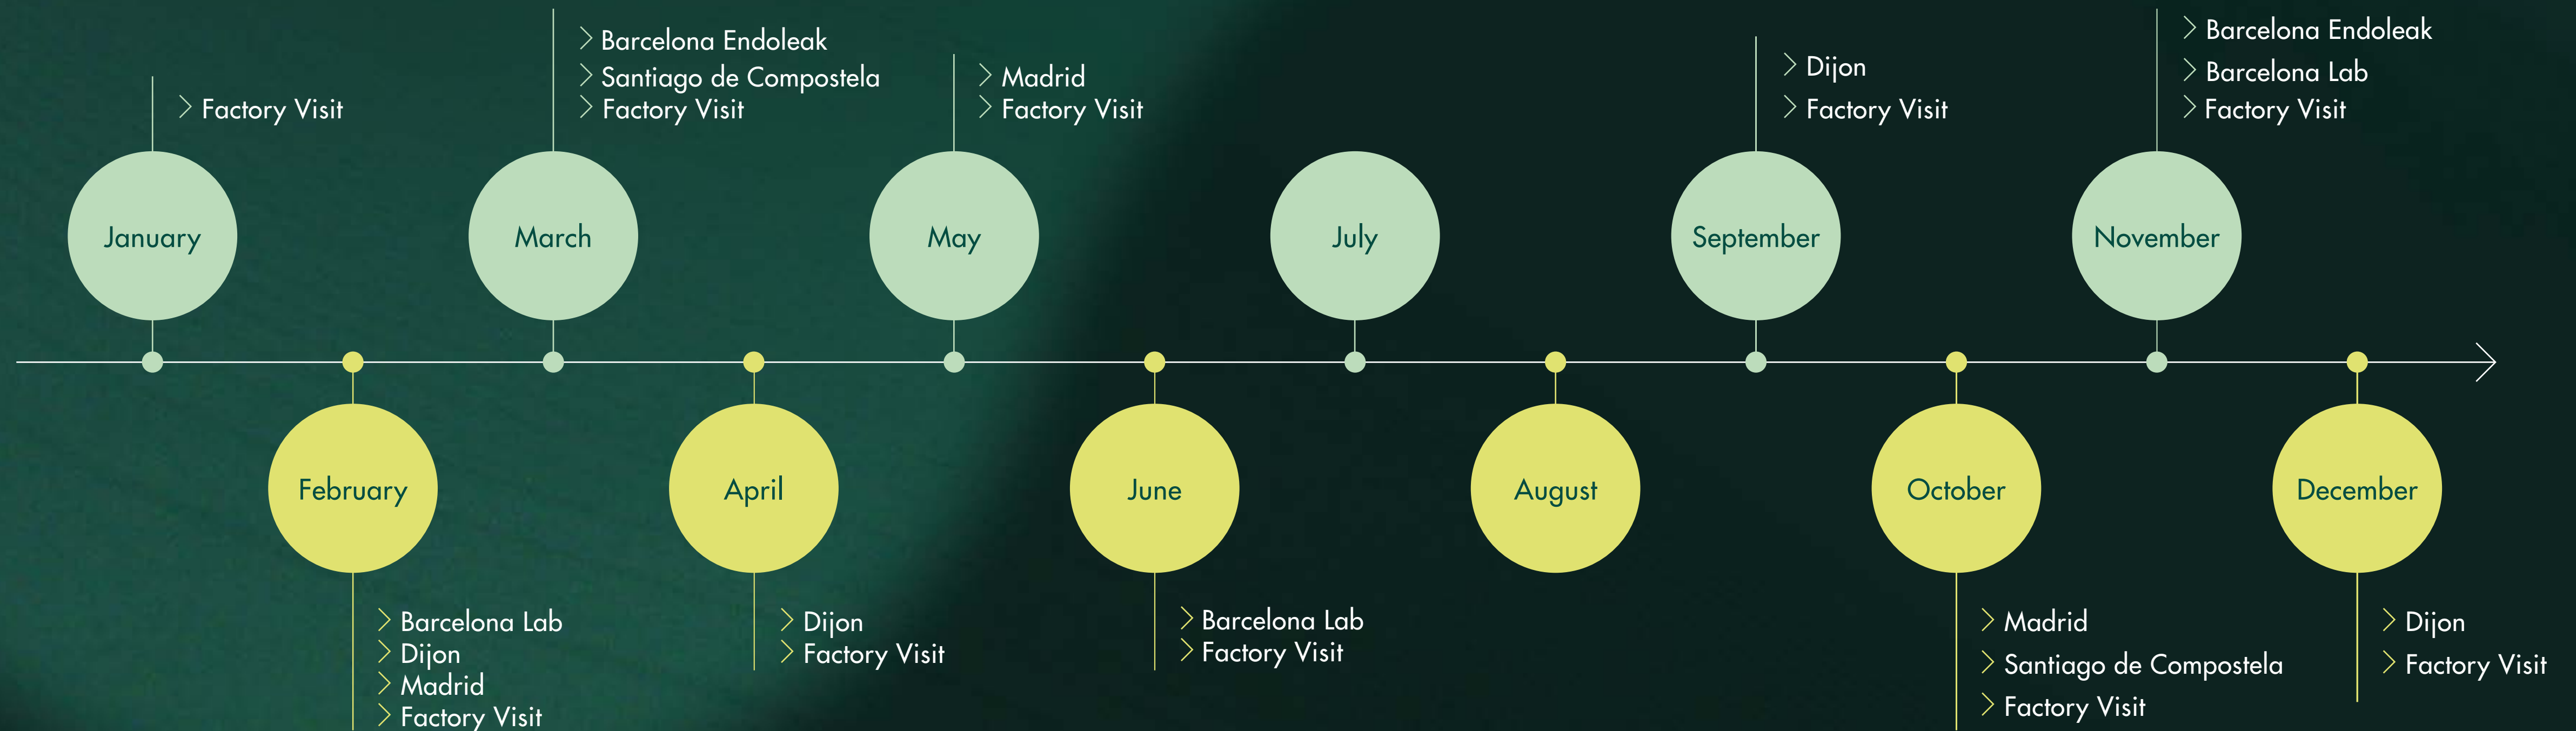 January
Factory Visit
February
Barcelona Lab
Dijon
Madrid
Factory Visit
March
Barcelona Endoleak
Santiago de Compostela
Factory Visit
April
Dijon
Factory Visit
May
Madrid
Factory Visit
June
Barcelona Lab
Factory Visit
July
August
September
Dijon
Factory Visit
October
Madrid
Santiago de Compostela
Factory Visit
November
Barcelona Endoleak
Barcelona Lab
Factory Visit
December
Dijon
Factory Visit